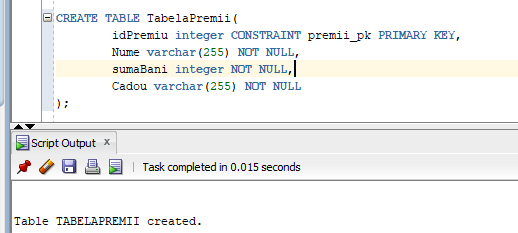 CREATE TABLE TabelaPremii(
idPremiu integer CONSTRAINT premii_pk PRIMARY KEY,
Nume varchar(255) NOT NULL,
sumaBani integer NOT NULL,
Cadou varchar(255) NOT NULL
);
Script Output x
Task completed in 0.015 seconds
Table TABELAPREMII created.